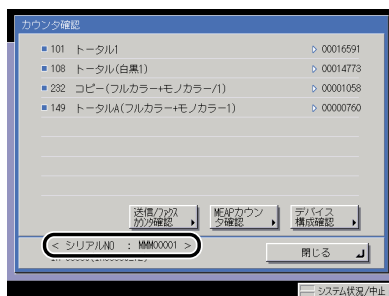 カウンタ確認
■ 101 トータル1 ▷ 00016591
■ 108 トータル(白黒1) ▷ 00014773
■ 232 コピー(フルカラー+モノカラー/1) ▷ 00001058
■ 149 トータルA(フルカラー+モノカラー1) ▷ 00000760
送信/ファクス カウンタ確認 ▶
MEAPカウンタ確認 ▶
デバイス構成確認 ▶
< シリアルNO : MMM00001 >
閉じる
システム状況/中止